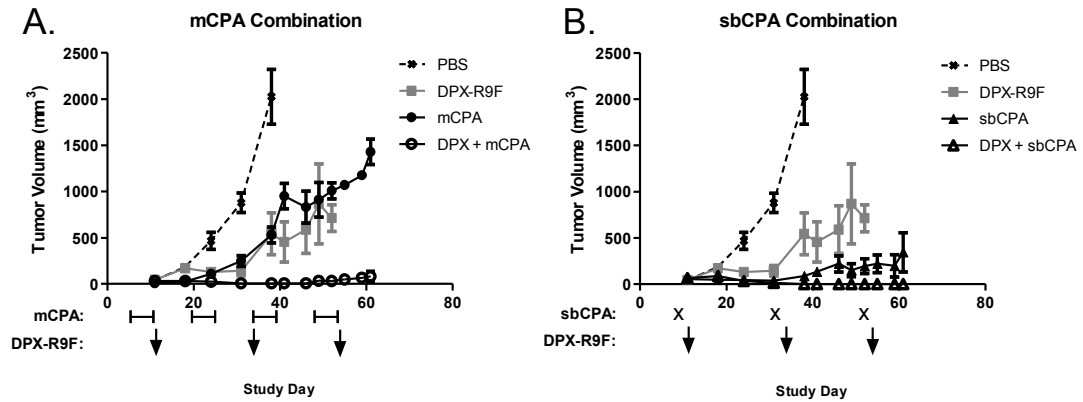 A.
mCPA Combination
Tumor Volume (mm³)
2500
2000
1500
1000
500
0
0
20
40
60
80
PBS
DPX-R9F
mCPA
DPX + mCPA
mCPA:
DPX-R9F:
Study Day
B.
sbCPA Combination
Tumor Volume (mm³)
2500
2000
1500
1000
500
0
0
20
40
60
80
PBS
DPX-R9F
sbCPA
DPX + sbCPA
sbCPA: X X X
DPX-R9F:
Study Day